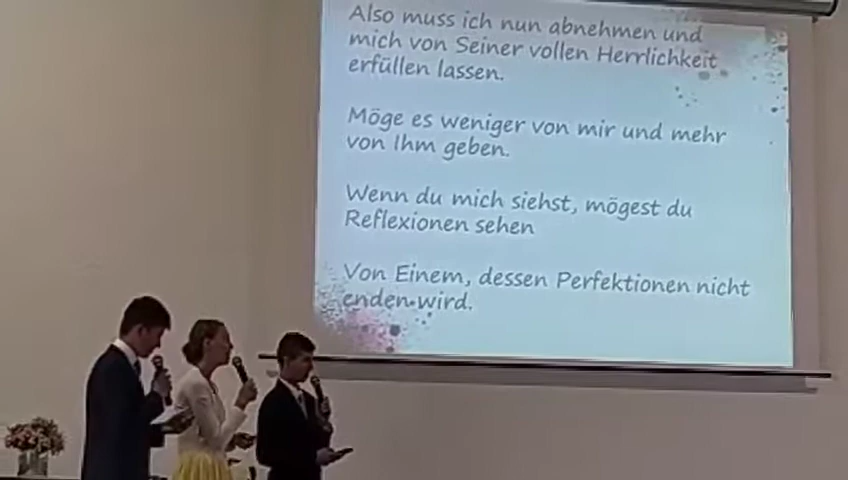 Also muss ich nun abnehmen und
mich von Seiner vollen Herrlichkeit
erfüllen lassen.
Möge es weniger von mir und mehr
von Ihm geben.
Wenn du mich siehst, mögest du
Reflexionen sehen
Von Einem, dessen Perfektionen nicht
enden wird.